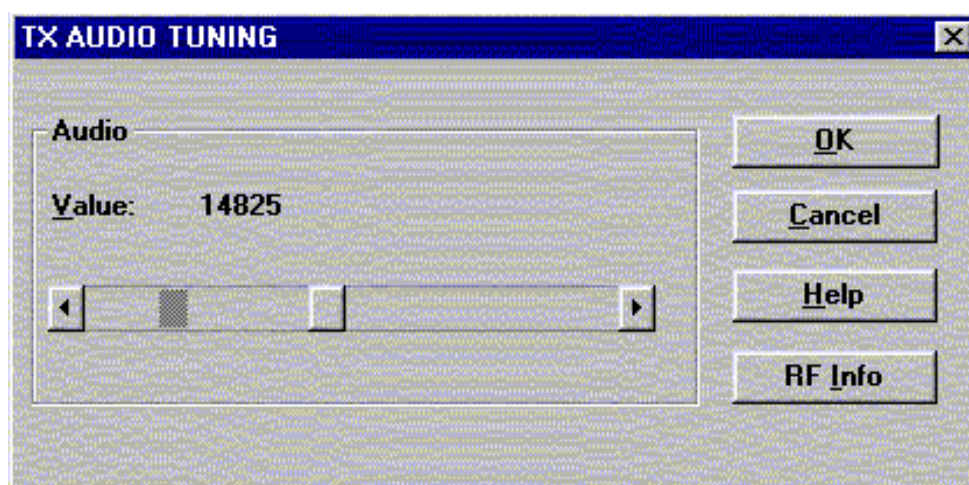 TX AUDIO TUNING
Audio
Value: 14825
OK
Cancel
Help
RF Info